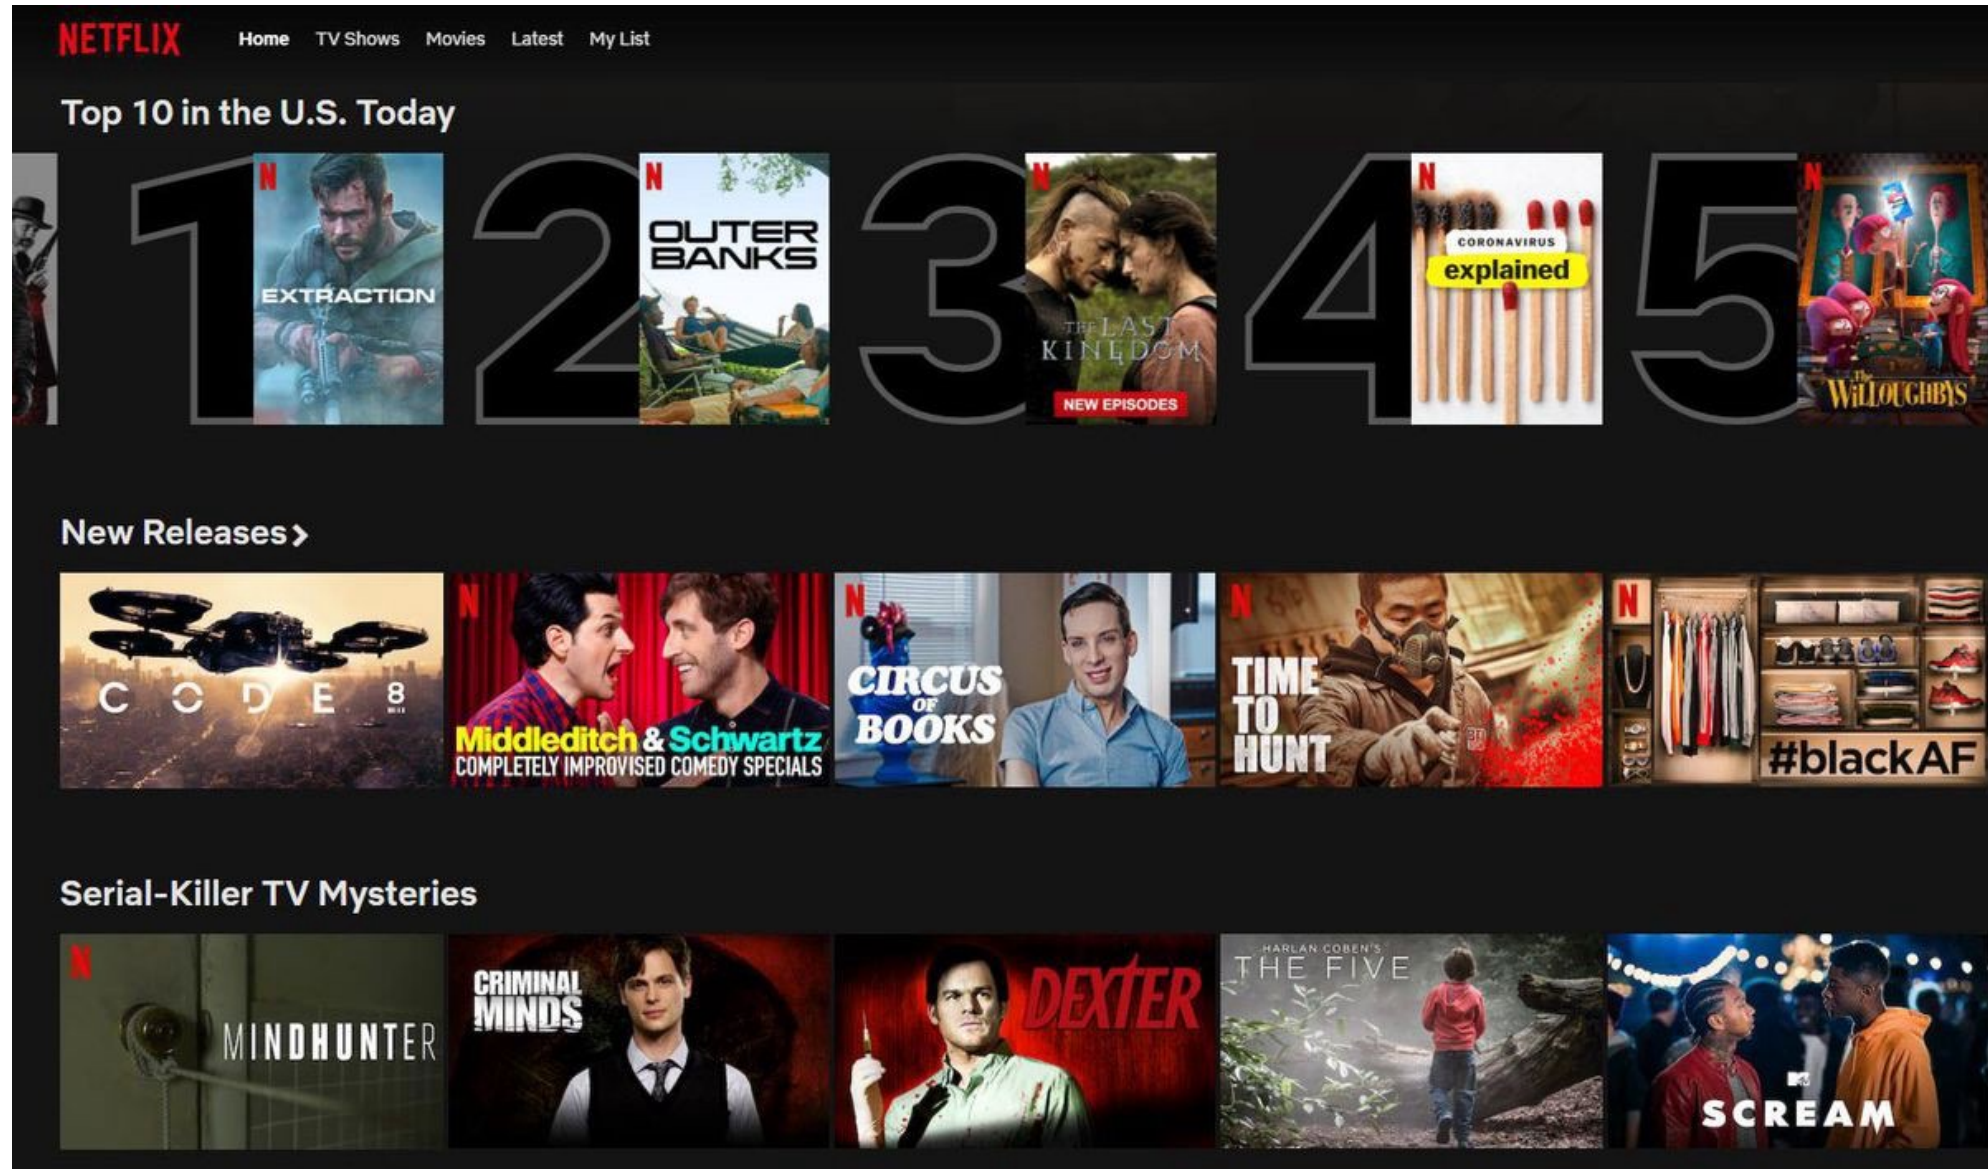 NETFLIX Home TV Shows Movies Latest My List
Top 10 in the U.S. Today
1
N
EXTRACTION
2
N
OUTER
BANKS
3
N
THE LAST
KINGDOM
NEW EPISODES
4
N
CORONAVIRUS
explained
5
N
The
WILLOUGHBYS
New Releases>
CODE 8
N
Middleditch & Schwartz
COMPLETELY IMPROVISED COMEDY SPECIALS
N
CIRCUS
OF
BOOKS
N
TIME
TO
HUNT
N
#blackAF
Serial-Killer TV Mysteries
N
MINDHUNTER
CRIMINAL
MINDS
DEXTER
HARLAN COBEN'S
THE FIVE
SCREAM